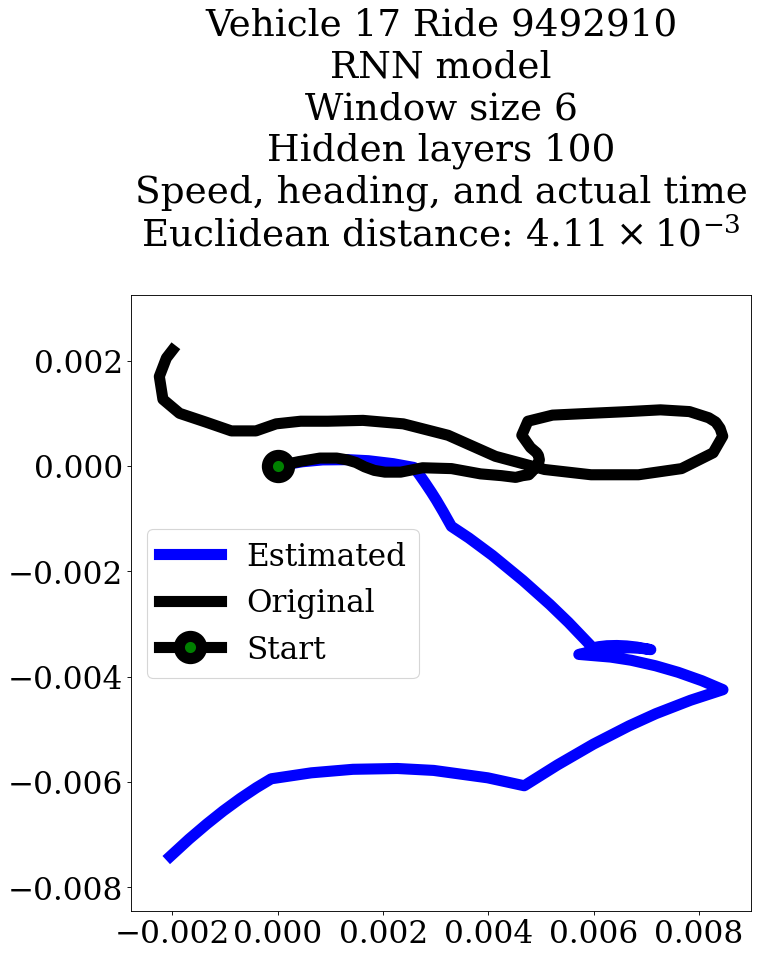 Vehicle 17 Ride 9492910
RNN model
Window size 6
Hidden layers 100
Speed, heading, and actual time
Euclidean distance: 4.11 × 10⁻³
0.002
0.000
−0.002
−0.004
−0.006
−0.008
Estimated
Original
Start
−0.002 0.000 0.002 0.004 0.006 0.008